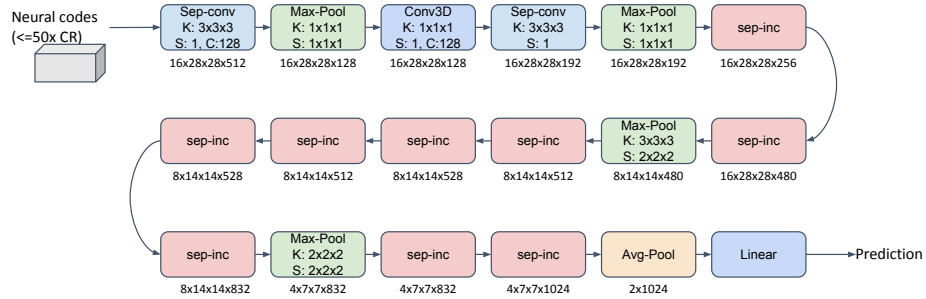 Neural codes
(<=50x CR)
Sep-conv
K: 3x3x3
S: 1, C:128
16x28x28x512
Max-Pool
K: 1x1x1
S: 1x1x1
16x28x28x128
Conv3D
K: 1x1x1
S: 1, C:128
16x28x28x128
Sep-conv
K: 3x3x3
S: 1
16x28x28x192
Max-Pool
K: 1x1x1
S: 1x1x1
16x28x28x192
sep-inc
16x28x28x256
sep-inc
8x14x14x528
sep-inc
8x14x14x512
sep-inc
8x14x14x528
sep-inc
8x14x14x512
Max-Pool
K: 3x3x3
S: 2x2x2
8x14x14x480
sep-inc
16x28x28x480
sep-inc
8x14x14x832
Max-Pool
K: 2x2x2
S: 2x2x2
4x7x7x832
sep-inc
4x7x7x832
sep-inc
4x7x7x1024
Avg-Pool
2x1024
Linear
Prediction